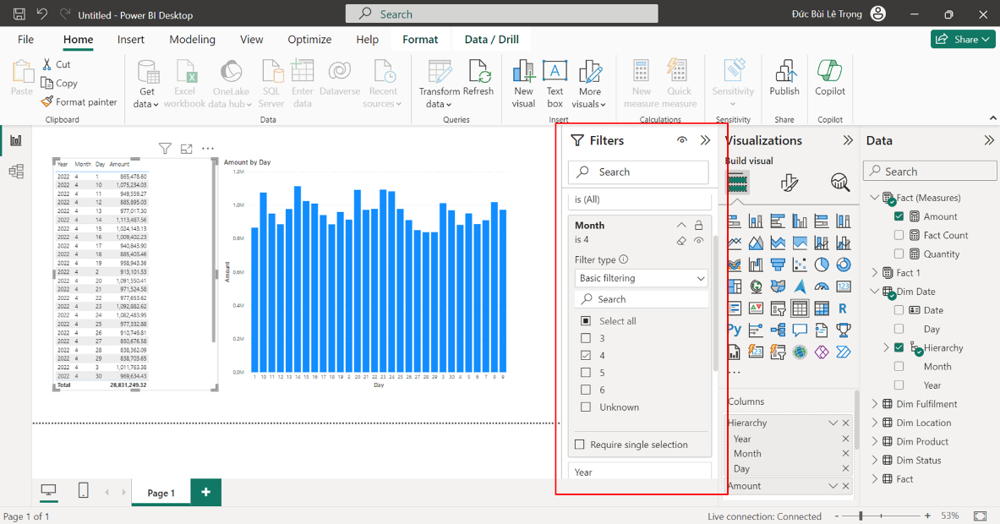 Untitled - Power BI Desktop
Search
Đức Bùi Lê Trọng
File Home Insert Modeling View Optimize Help Format Data / Drill
Share
Paste
Cut
Copy
Format painter
Clipboard
Get data
Excel workbook
OneLake data hub
SQL Server
Enter data
Dataverse
Recent sources
Data
Transform data
Refresh
Queries
New visual
Text box
More visuals
Insert
New measure
Quick measure
Calculations
Sensitivity
Sensitivity
Publish
Share
Copilot
Copilot
Year Month Day Amount
2022 4 1 865,478.60
2022 4 10 1,075,234.03
2022 4 11 949,559.27
2022 4 12 885,895.03
2022 4 13 977,017.30
2022 4 14 1,113,487.56
2022 4 15 1,024,143.13
2022 4 16 1,009,402.23
2022 4 17 940,843.90
2022 4 18 885,403.46
2022 4 19 958,943.36
2022 4 2 913,101.53
2022 4 20 1,091,550.41
2022 4 21 971,524.58
2022 4 22 977,653.62
2022 4 23 1,092,882.62
2022 4 24 1,082,483.95
2022 4 25 977,332.88
2022 4 26 910,749.81
2022 4 27 850,676.58
2022 4 28 838,362.09
2022 4 29 838,703.65
2022 4 3 1,011,763.38
2022 4 30 969,634.43
Total 28,831,249.32
Amount by Day
1.2M
1.0M
0.8M
0.6M
0.4M
0.2M
0.0M
Amount
1 10 11 12 13 14 15 16 17 18 19 2 20 21 22 23 24 25 26 27 28 29 3 30 4 5 6 7 8 9
Day
Filters
Search
is (All)
Month
is 4
Filter type
Basic filtering
Search
Select all
3
4
5
6
Unknown
Require single selection
Year
Visualizations
Build visual
123
R
Py
123
Columns
Hierarchy
Year
Month
Day
Amount
Data
Search
Fact (Measures)
Amount
Fact Count
Quantity
Fact 1
Dim Date
Date
Day
Hierarchy
Month
Year
Dim Fulfilment
Dim Location
Dim Product
Dim Status
Fact
Page 1
Page 1 of 1
Live connection: Connected
53%